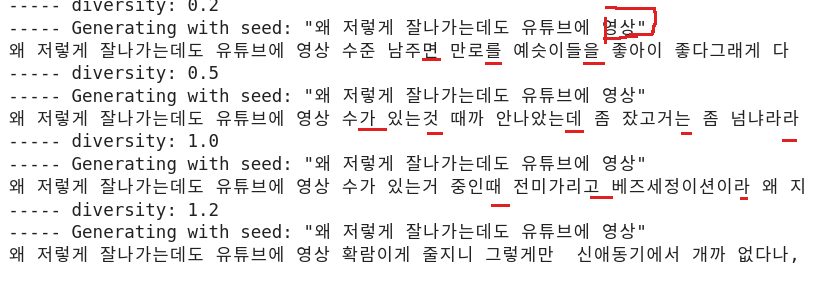 ----- diversity: 0.2
----- Generating with seed: "왜 저렇게 잘나가는데도 유튜브에 영상"
왜 저렇게 잘나가는데도 유튜브에 영상 수준 남주면 만로를 예슷이들을 좋아이 좋다그래게 다
----- diversity: 0.5
----- Generating with seed: "왜 저렇게 잘나가는데도 유튜브에 영상"
왜 저렇게 잘나가는데도 유튜브에 영상 수가 있는것 때까 안나았는데 좀 잤고거는 좀 넘냐라라
----- diversity: 1.0
----- Generating with seed: "왜 저렇게 잘나가는데도 유튜브에 영상"
왜 저렇게 잘나가는데도 유튜브에 영상 수가 있는거 중인때 전미가리고 베즈세정이션이라 왜 지
----- diversity: 1.2
----- Generating with seed: "왜 저렇게 잘나가는데도 유튜브에 영상"
왜 저렇게 잘나가는데도 유튜브에 영상 확람이게 줄지니 그렇게만  신애동기에서 개까 없다나,